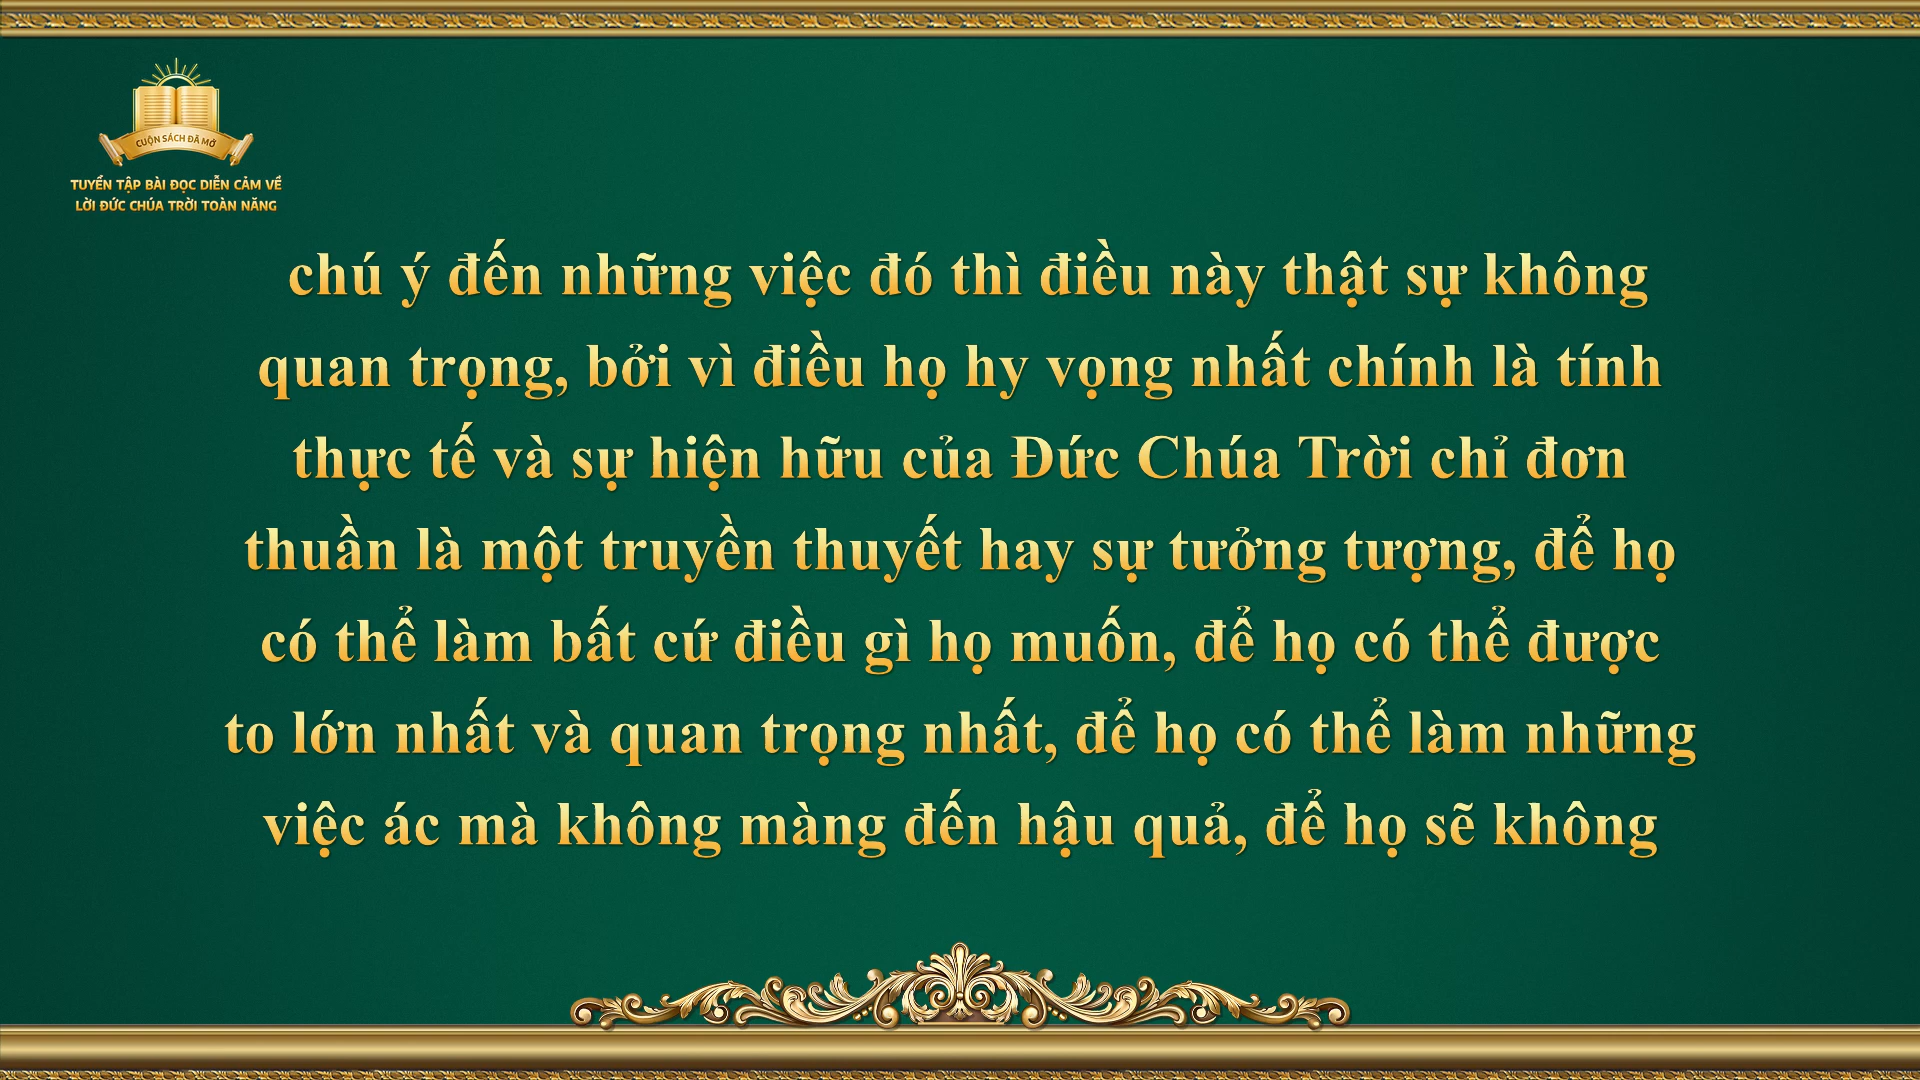 CUỘN SÁCH ĐÃ MỞ
TUYỂN TẬP BÀI ĐỌC DIỄN CẢM VỀ
LỜI ĐỨC CHÚA TRỜI TOÀN NĂNG
chú ý đến những việc đó thì điều này thật sự không
quan trọng, bởi vì điều họ hy vọng nhất chính là tính
thực tế và sự hiện hữu của Đức Chúa Trời chỉ đơn
thuần là một truyền thuyết hay sự tưởng tượng, để họ
có thể làm bất cứ điều gì họ muốn, để họ có thể được
to lớn nhất và quan trọng nhất, để họ có thể làm những
việc ác mà không màng đến hậu quả, để họ sẽ không